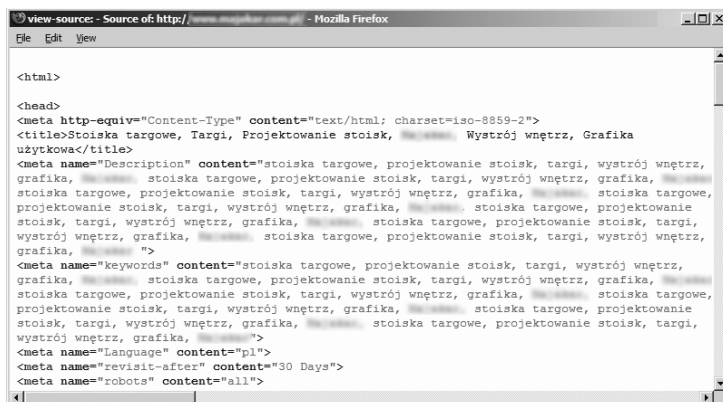 view-source: - Source of: http:// - Mozilla Firefox
File Edit View
<html>
<head>
<meta http-equiv="Content-Type" content="text/html; charset=iso-8859-2">
<title>Stoiska targowe, Targi, Projektowanie stoisk, Wystrój wnętrz, Grafika
użytkowa</title>
<meta name="Description" content="stoiska targowe, projektowanie stoisk, targi, wystrój wnętrz,
grafika, stoiska targowe, projektowanie stoisk, targi, wystrój wnętrz, grafika,
stoiska targowe, projektowanie stoisk, targi, wystrój wnętrz, grafika, stoiska targowe,
projektowanie stoisk, targi, wystrój wnętrz, grafika, stoiska targowe, projektowanie
stoisk, targi, wystrój wnętrz, grafika, stoiska targowe, projektowanie stoisk, targi,
wystrój wnętrz, grafika, stoiska targowe, projektowanie stoisk, targi, wystrój wnętrz,
grafika, ">
<meta name="keywords" content="stoiska targowe, projektowanie stoisk, targi, wystrój wnętrz,
grafika, stoiska targowe, projektowanie stoisk, targi, wystrój wnętrz, grafika,
stoiska targowe, projektowanie stoisk, targi, wystrój wnętrz, grafika, stoiska targowe,
projektowanie stoisk, targi, wystrój wnętrz, grafika, stoiska targowe, projektowanie
stoisk, targi, wystrój wnętrz, grafika, stoiska targowe, projektowanie stoisk, targi,
wystrój wnętrz, grafika, ">
<meta name="Language" content="pl">
<meta name="revisit-after" content="30 Days">
<meta name="robots" content="all">